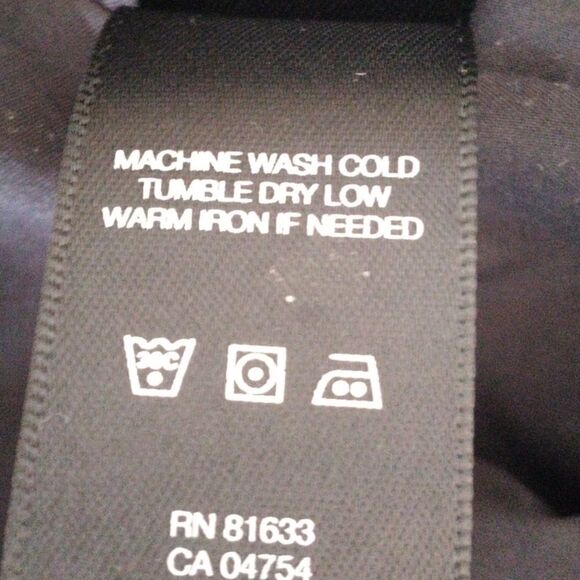 MACHINE WASH COLD
TUMBLE DRY LOW
WARM IRON IF NEEDED
30C
RN 81633
CA 04754